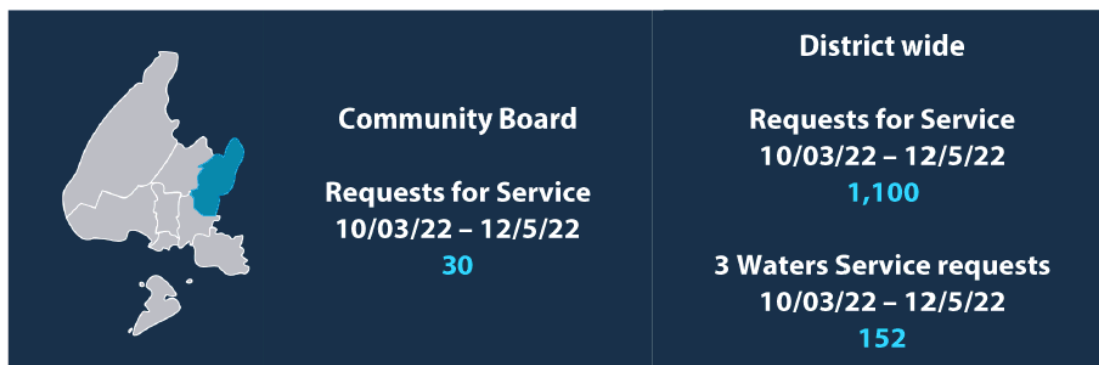 Community Board
Requests for Service
10/03/22 – 12/5/22
30
District wide
Requests for Service
10/03/22 – 12/5/22
1,100
3 Waters Service requests
10/03/22 – 12/5/22
152